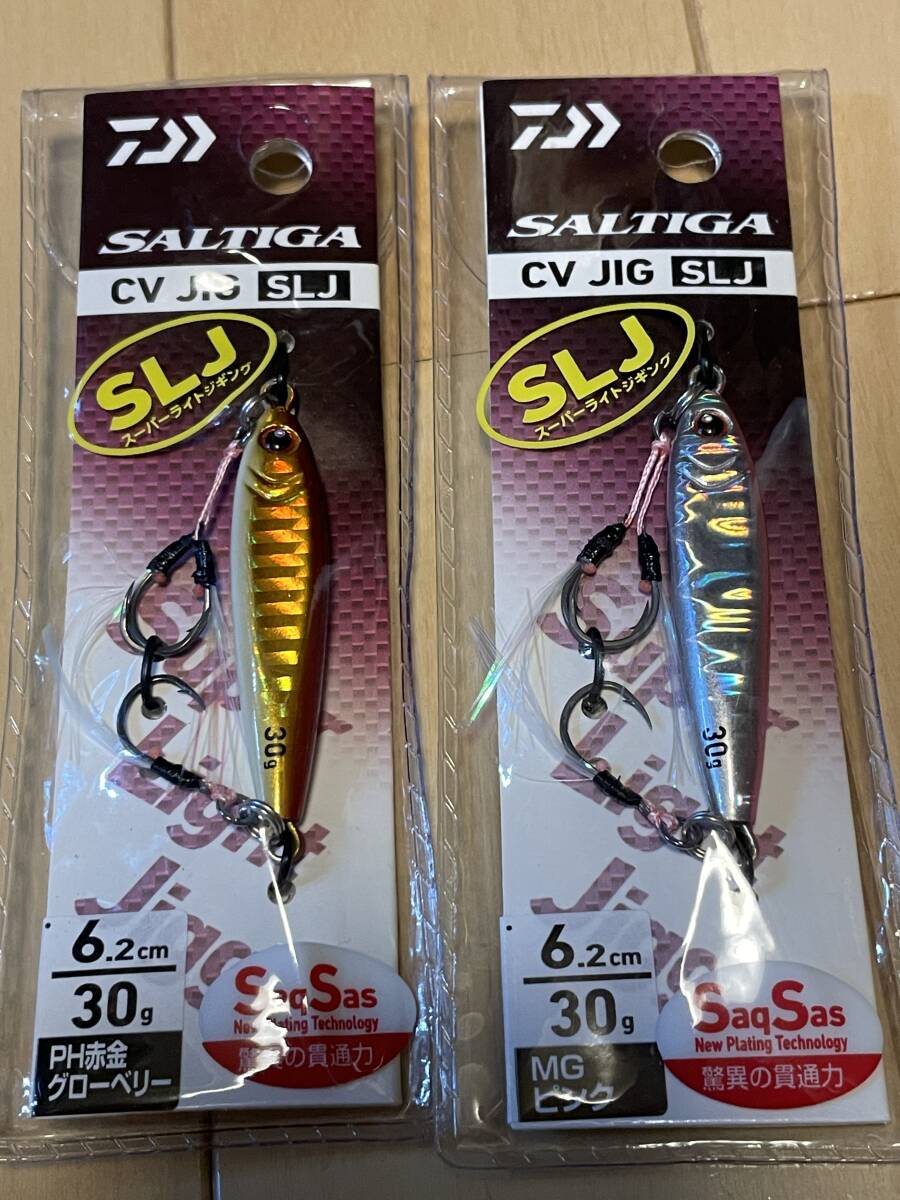 SALTIGA
CV JIG SLJ
SLJ
スーパーライトジギング
30g
Light
6.2cm
30g
PH赤金
グローベリー
SaqSas
New Plating Technology
驚異の貫通力
SALTIGA
CV JIG SLJ
SLJ
スーパーライトジギング
30g
Light
6.2cm
30g
MG
ピンク
SaqSas
New Plating Technology
驚異の貫通力